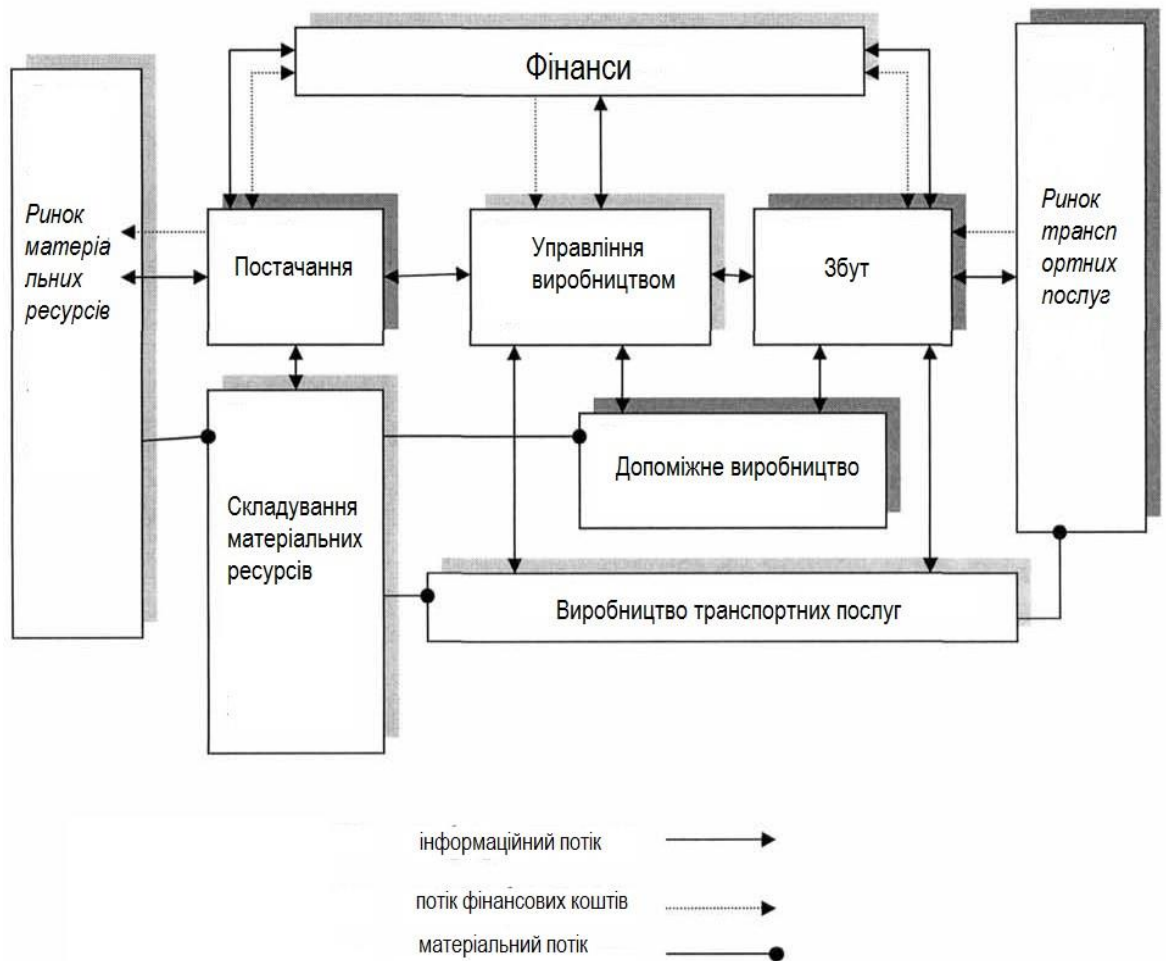 Фінанси
Ринок
матеріа
льних
ресурсів
Постачання
Управління
виробництвом
Збут
Ринок
трансп
ортних
послуг
Складування
матеріальних
ресурсів
Допоміжне виробництво
Виробництво транспортних послуг
інформаційний потік
потік фінансових коштів
матеріальний потік